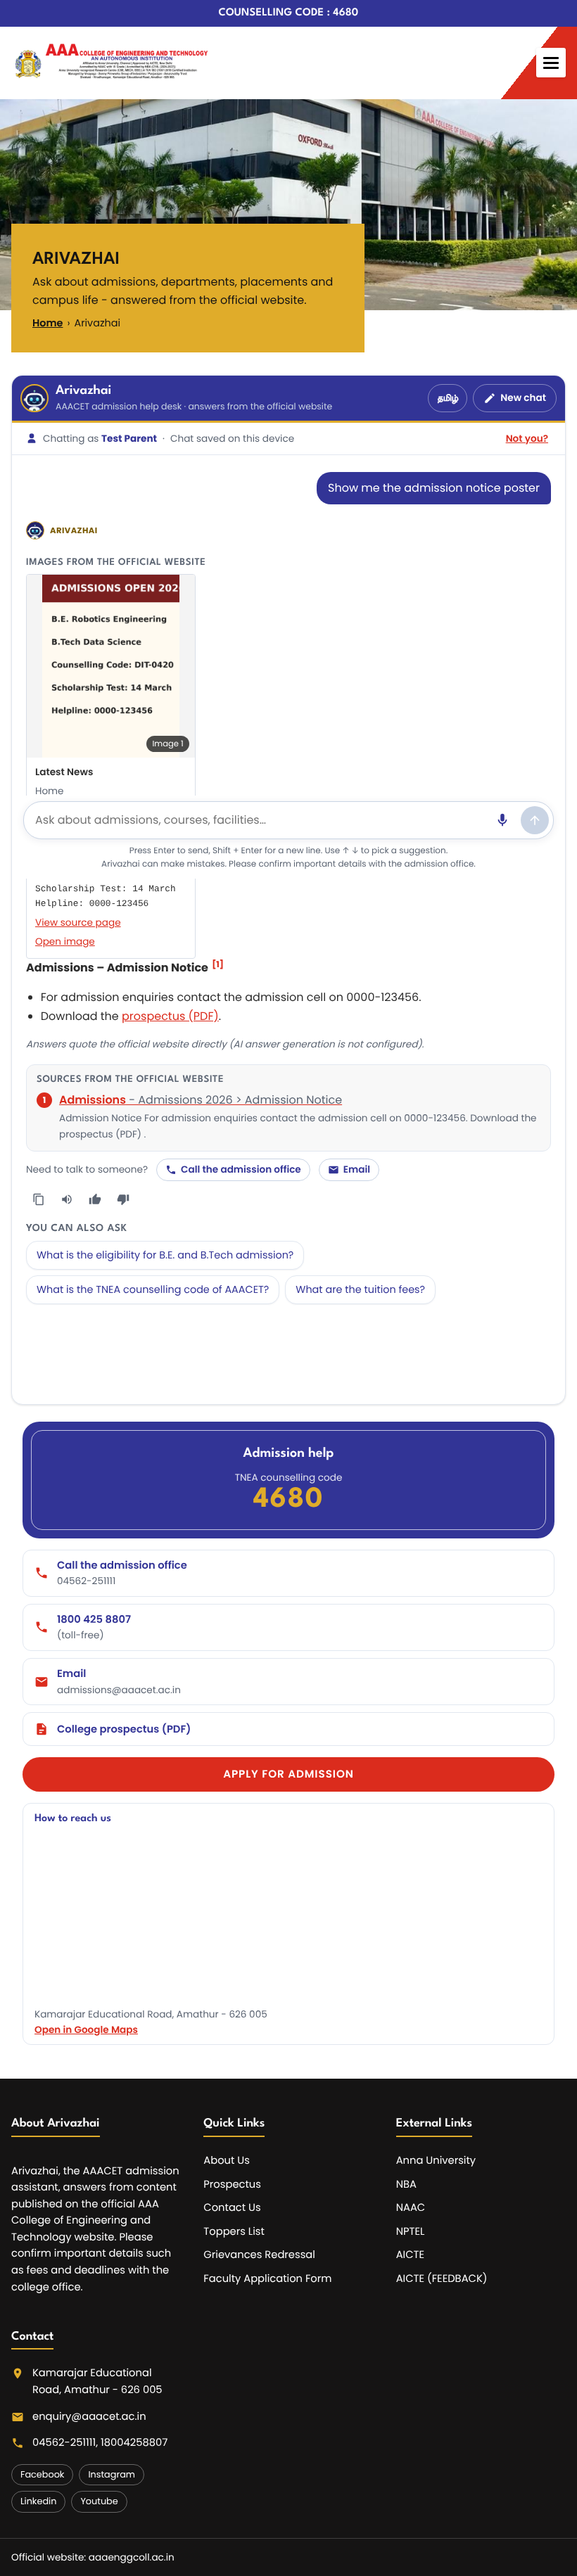 COUNSELLING CODE : 4680
AAA COLLEGE OF ENGINEERING AND TECHNOLOGY
AN AUTONOMOUS INSTITUTION
OXFORD
AAA COLLEGE OF ENGINEERING
ARIVAZHAI
Ask about admissions, departments, placements and
campus life - answered from the official website.
Home › Arivazhai
Arivazhai
AAACET admission help desk · answers from the official website
தமிழ்
New chat
Chatting as Test Parent · Chat saved on this device
Not you?
Show me the admission notice poster
ARIVAZHAI
IMAGES FROM THE OFFICIAL WEBSITE
ADMISSIONS OPEN 202
B.E. Robotics Engineering
B.Tech Data Science
Counselling Code: DIT-0420
Scholarship Test: 14 March
Helpline: 0000-123456
Image 1
Latest News
Home
Ask about admissions, courses, facilities...
Press Enter to send, Shift + Enter for a new line. Use ↑ ↓ to pick a suggestion.
Arivazhai can make mistakes. Please confirm important details with the admission office.
Scholarship Test: 14 March
Helpline: 0000-123456
View source page
Open image
Admissions – Admission Notice [1]
• For admission enquiries contact the admission cell on 0000-123456.
• Download the prospectus (PDF).
Answers quote the official website directly (AI answer generation is not configured).
SOURCES FROM THE OFFICIAL WEBSITE
1 Admissions - Admissions 2026 > Admission Notice
Admission Notice For admission enquiries contact the admission cell on 0000-123456. Download the
prospectus (PDF) .
Need to talk to someone? Call the admission office Email
YOU CAN ALSO ASK
What is the eligibility for B.E. and B.Tech admission?
What is the TNEA counselling code of AAACET? What are the tuition fees?
Admission help
TNEA counselling code
4680
Call the admission office
04562-251111
1800 425 8807
(toll-free)
Email
admissions@aaacet.ac.in
College prospectus (PDF)
APPLY FOR ADMISSION
How to reach us
Kamarajar Educational Road, Amathur - 626 005
Open in Google Maps
About Arivazhai
Arivazhai, the AAACET admission
assistant, answers from content
published on the official AAA
College of Engineering and
Technology website. Please
confirm important details such
as fees and deadlines with the
college office.
Quick Links
About Us
Prospectus
Contact Us
Toppers List
Grievances Redressal
Faculty Application Form
External Links
Anna University
NBA
NAAC
NPTEL
AICTE
AICTE (FEEDBACK)
Contact
Kamarajar Educational
Road, Amathur - 626 005
enquiry@aaacet.ac.in
04562-251111, 18004258807
Facebook
Instagram
Linkedin
Youtube
Official website: aaaenggcoll.ac.in